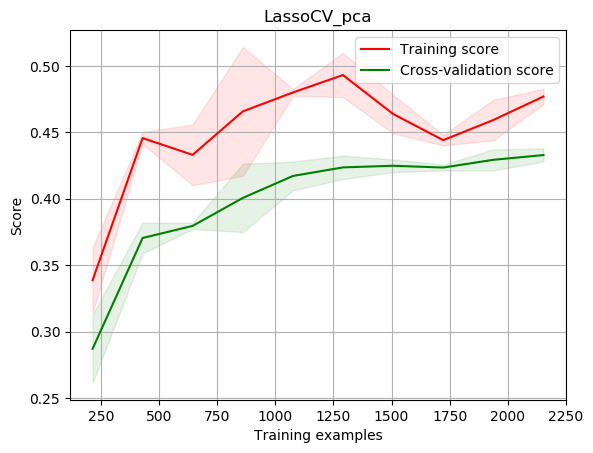 LassoCV_pca
Training score
Cross-validation score
0.50
0.45
0.40
0.35
0.30
0.25
Score
250 500 750 1000 1250 1500 1750 2000 2250
Training examples